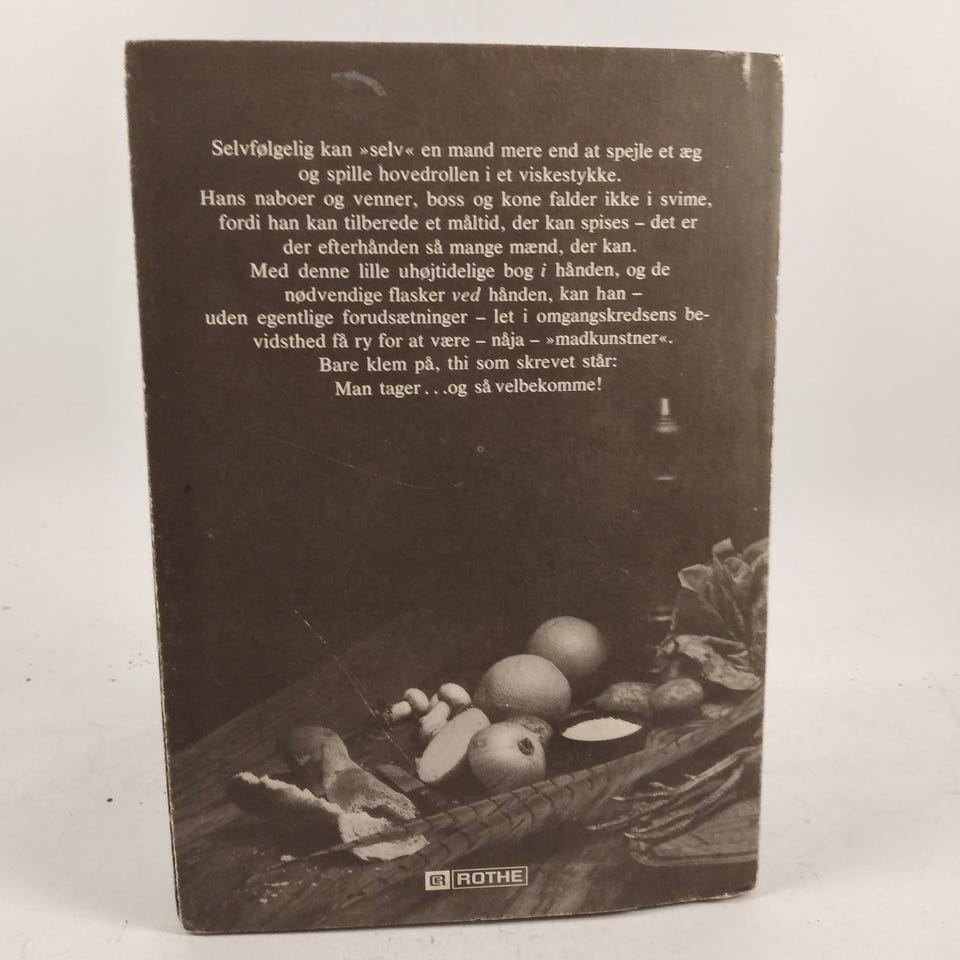 Selvfølgelig kan »selv« en mand mere end at spejle et æg
og spille hovedrollen i et viskestykke.
Hans naboer og venner, boss og kone falder ikke i svime,
fordi han kan tilberede et måltid, der kan spises – det er
der efterhånden så mange mænd, der kan.
Med denne lille uhøjtidelige bog i hånden, og de
nødvendige flasker ved hånden, kan han –
uden egentlige forudsætninger – let i omgangskredsens be-
vidsthed få ry for at være – nåja – »madkunstner«.
Bare klem på, thi som skrevet står:
Man tager...og så velbekomme!
ROTHE